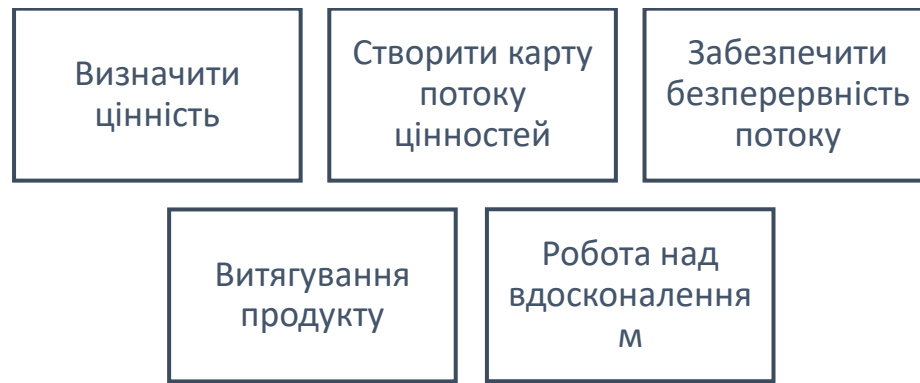 Визначити
цінність
Створити карту
потоку
цінностей
Забезпечити
безперервність
потоку
Витягування
продукту
Робота над
вдосконалення
м